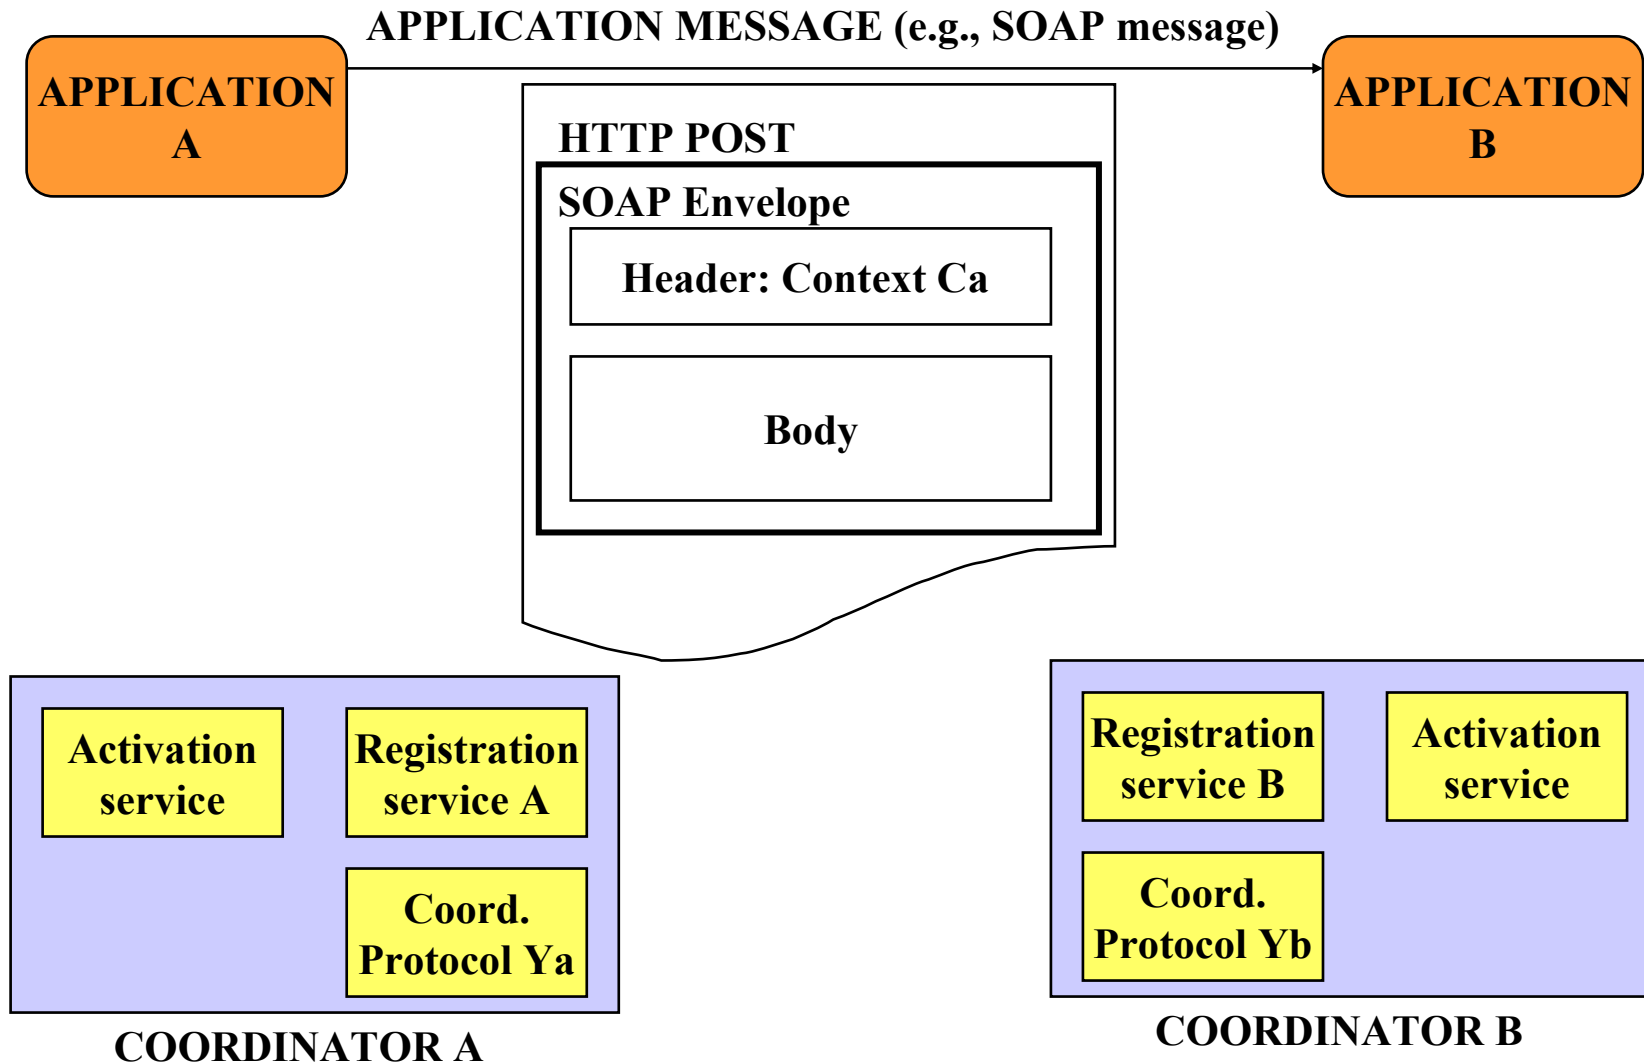 APPLICATION MESSAGE (e.g., SOAP message)
APPLICATION
A
APPLICATION
B
HTTP POST
SOAP Envelope
Header: Context Ca
Body
Activation
service
Registration
service A
Coord.
Protocol Ya
COORDINATOR A
Registration
service B
Activation
service
Coord.
Protocol Yb
COORDINATOR B